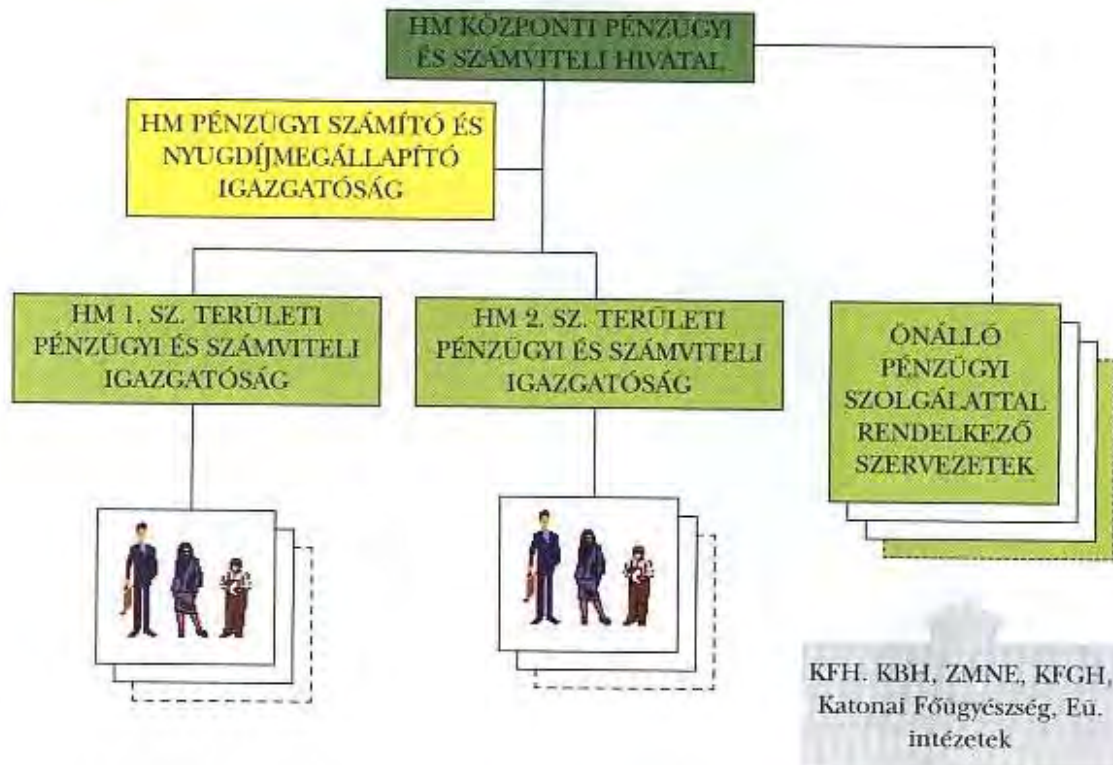 HM KÖZPONTI PÉNZÜGYI
ÉS SZÁMVITELI HIVATAL
HM PÉNZÜGYI SZÁMÍTÓ ÉS
NYUGDÍJMEGÁLLAPÍTÓ
IGAZGATÓSÁG
HM 1. SZ. TERÜLETI
PÉNZÜGYI ÉS SZÁMVITELI
IGAZGATÓSÁG
HM 2. SZ. TERÜLETI
PÉNZÜGYI ÉS SZÁMVITELI
IGAZGATÓSÁG
ÖNÁLLÓ
PÉNZÜGYI
SZOLGÁLATTAL
RENDELKEZŐ
SZERVEZETEK
KFH. KBH, ZMNE, KFGH,
Katonai Főügyészség, Eü.
intézetek